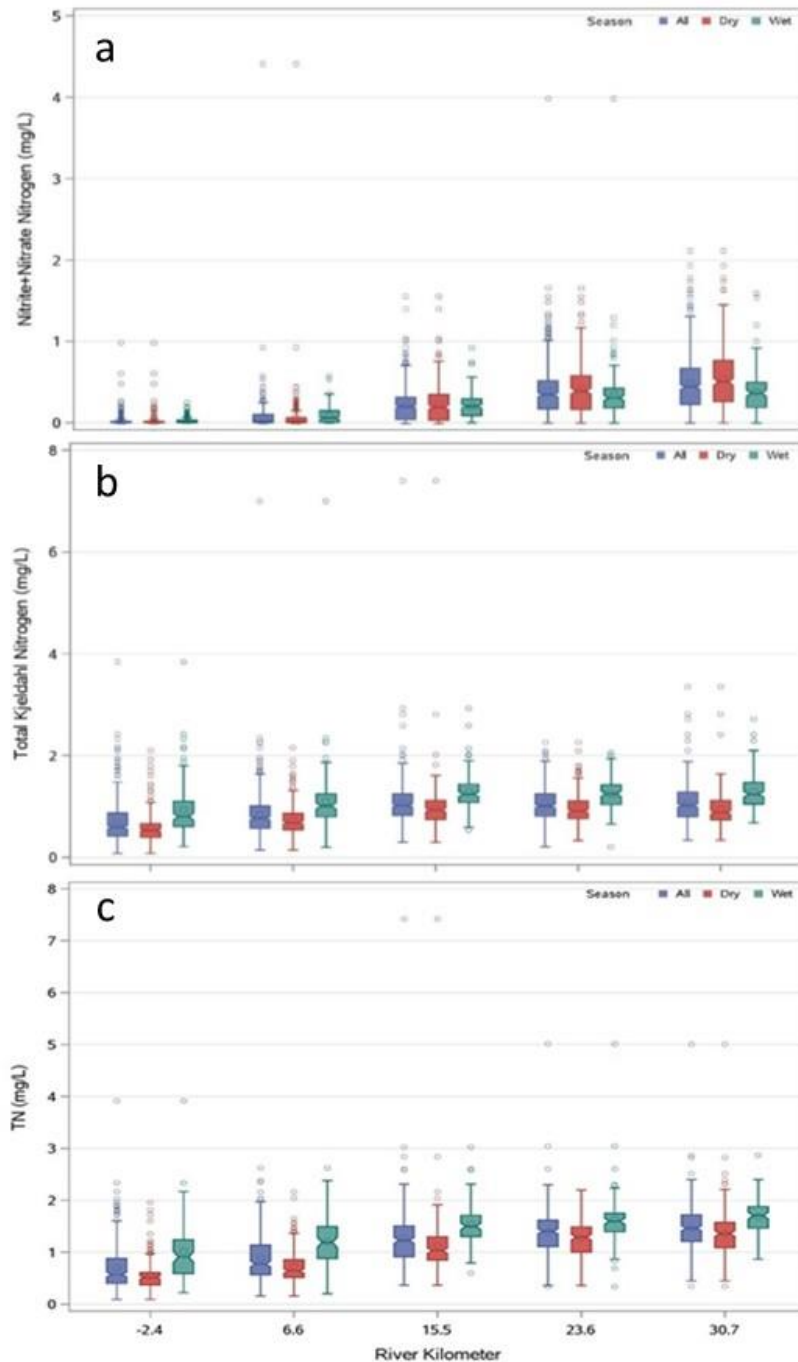 a
Season All Dry Wet
Nitrite+Nitrate Nitrogen (mg/L)
5
4
3
2
1
0
b
Season All Dry Wet
Total Kjeldahl Nitrogen (mg/L)
8
6
4
2
0
c
Season All Dry Wet
TN (mg/L)
8
7
6
5
4
3
2
1
0
-2.4 6.6 15.5 23.6 30.7
River Kilometer